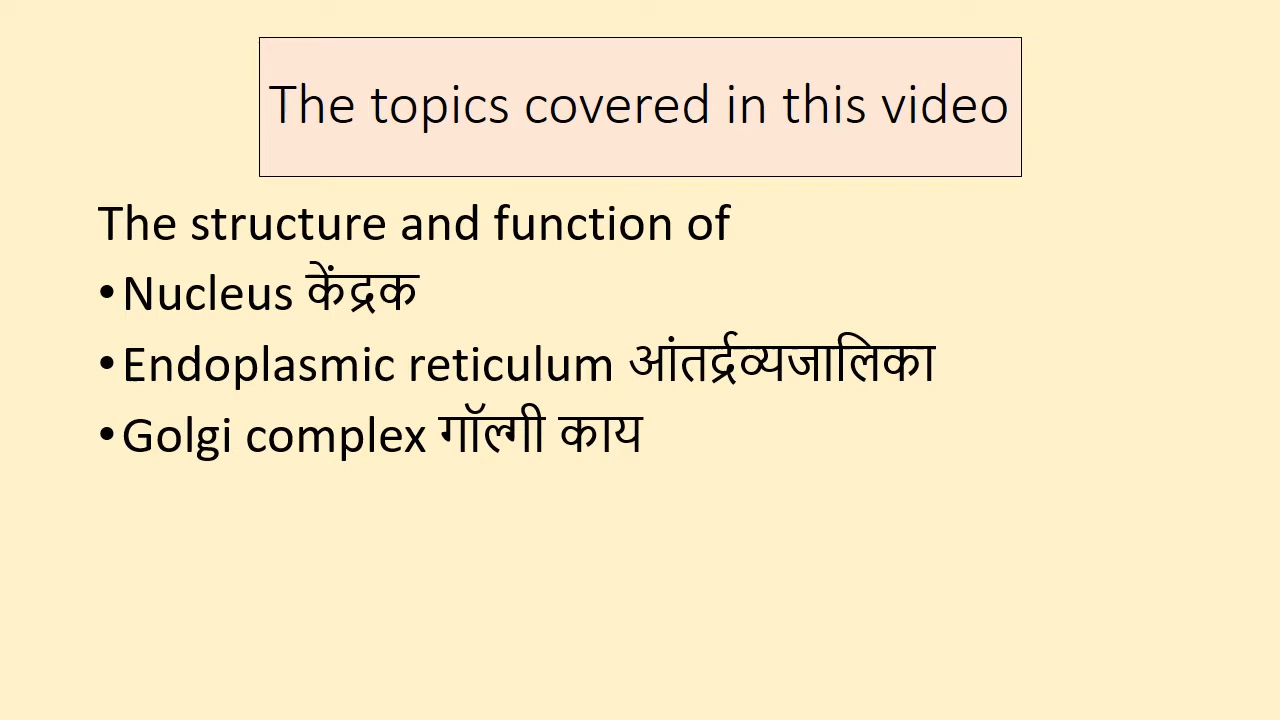 The topics covered in this video
The structure and function of
•Nucleus केंद्रक
•Endoplasmic reticulum आंतर्द्रव्यजालिका
•Golgi complex गॉल्गी काय